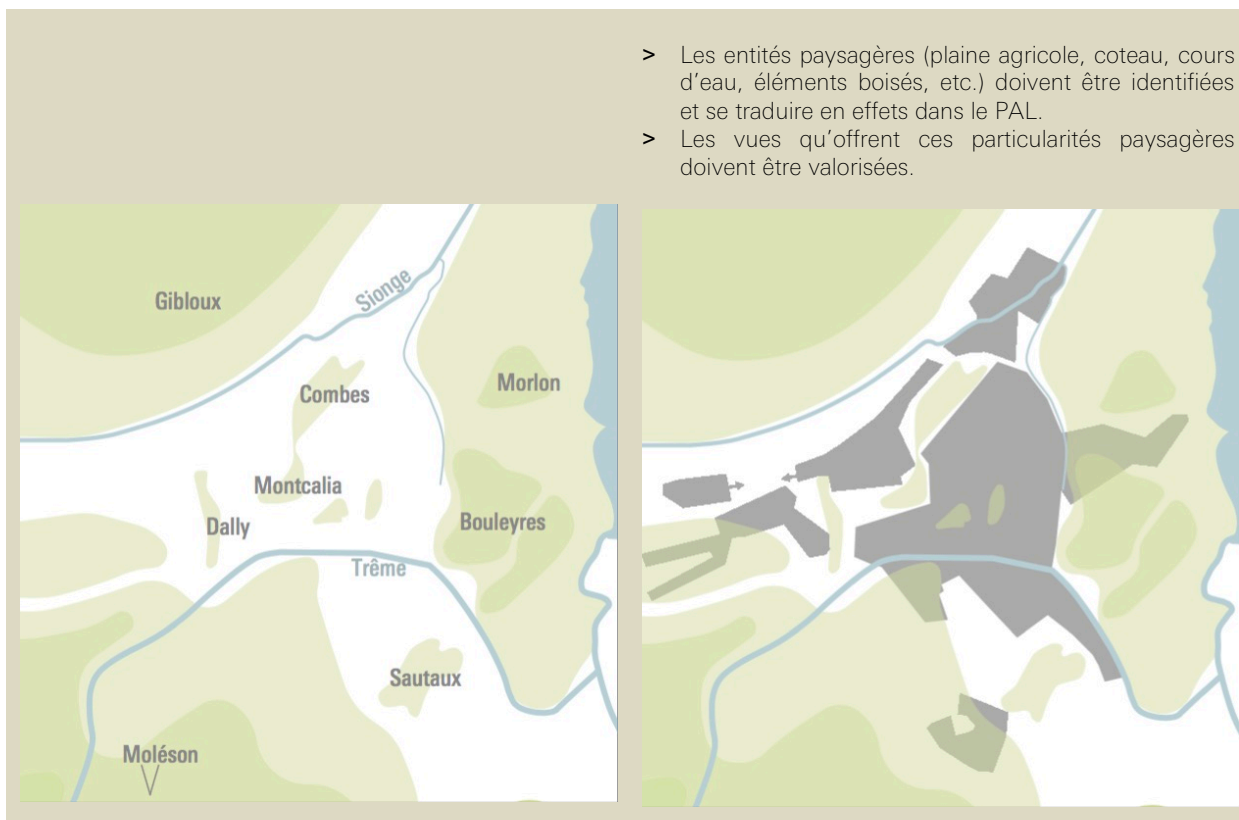 > Les entités paysagères (plaine agricole, coteau, cours
d'eau, éléments boisés, etc.) doivent être identifiées
et se traduire en effets dans le PAL.
> Les vues qu'offrent ces particularités paysagères
doivent être valorisées.
Gibloux
Sionge
Combes
Morlon
Montcalia
Dally
Bouleyres
Trême
Sautaux
Moléson